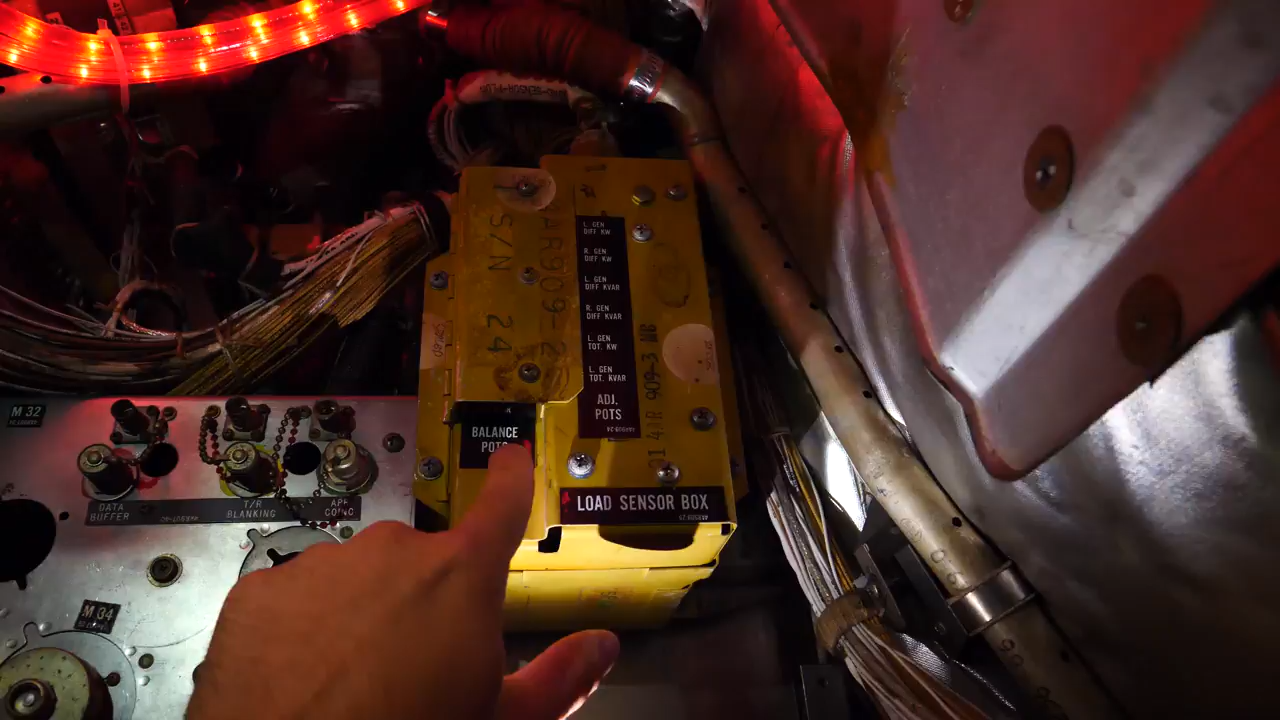 L. GEN
DIFF KW
R. GEN
DIFF KW
L. GEN
DIFF KVAR
R. GEN
DIFF KVAR
L. GEN
TOT. KW
L. GEN
TOT. KVAR
ADJ.
POTS
S/N 24
BALANCE
POTS
LOAD SENSOR BOX
M 32
DATA
BUFFER
T/R
BLANKING
M 34